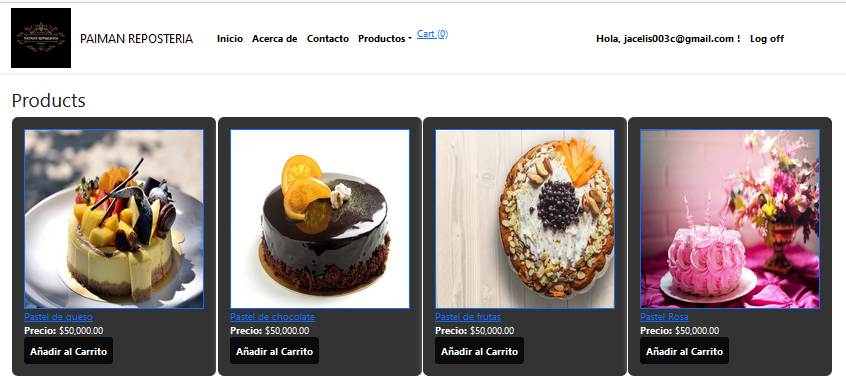 PAIMAN REPOSTERIA Inicio Acerca de Contacto Productos Cart (0) Hola, jacelis003c@gmail.com ! Log off
Products
Pastel de queso Pastel de chocolate Pastel de frutas Pastel Rosa
Precio: $50,000.00 Precio: $50,000.00 Precio: $50,000.00 Precio: $50,000.00
Añadir al Carrito Añadir al Carrito Añadir al Carrito Añadir al Carrito